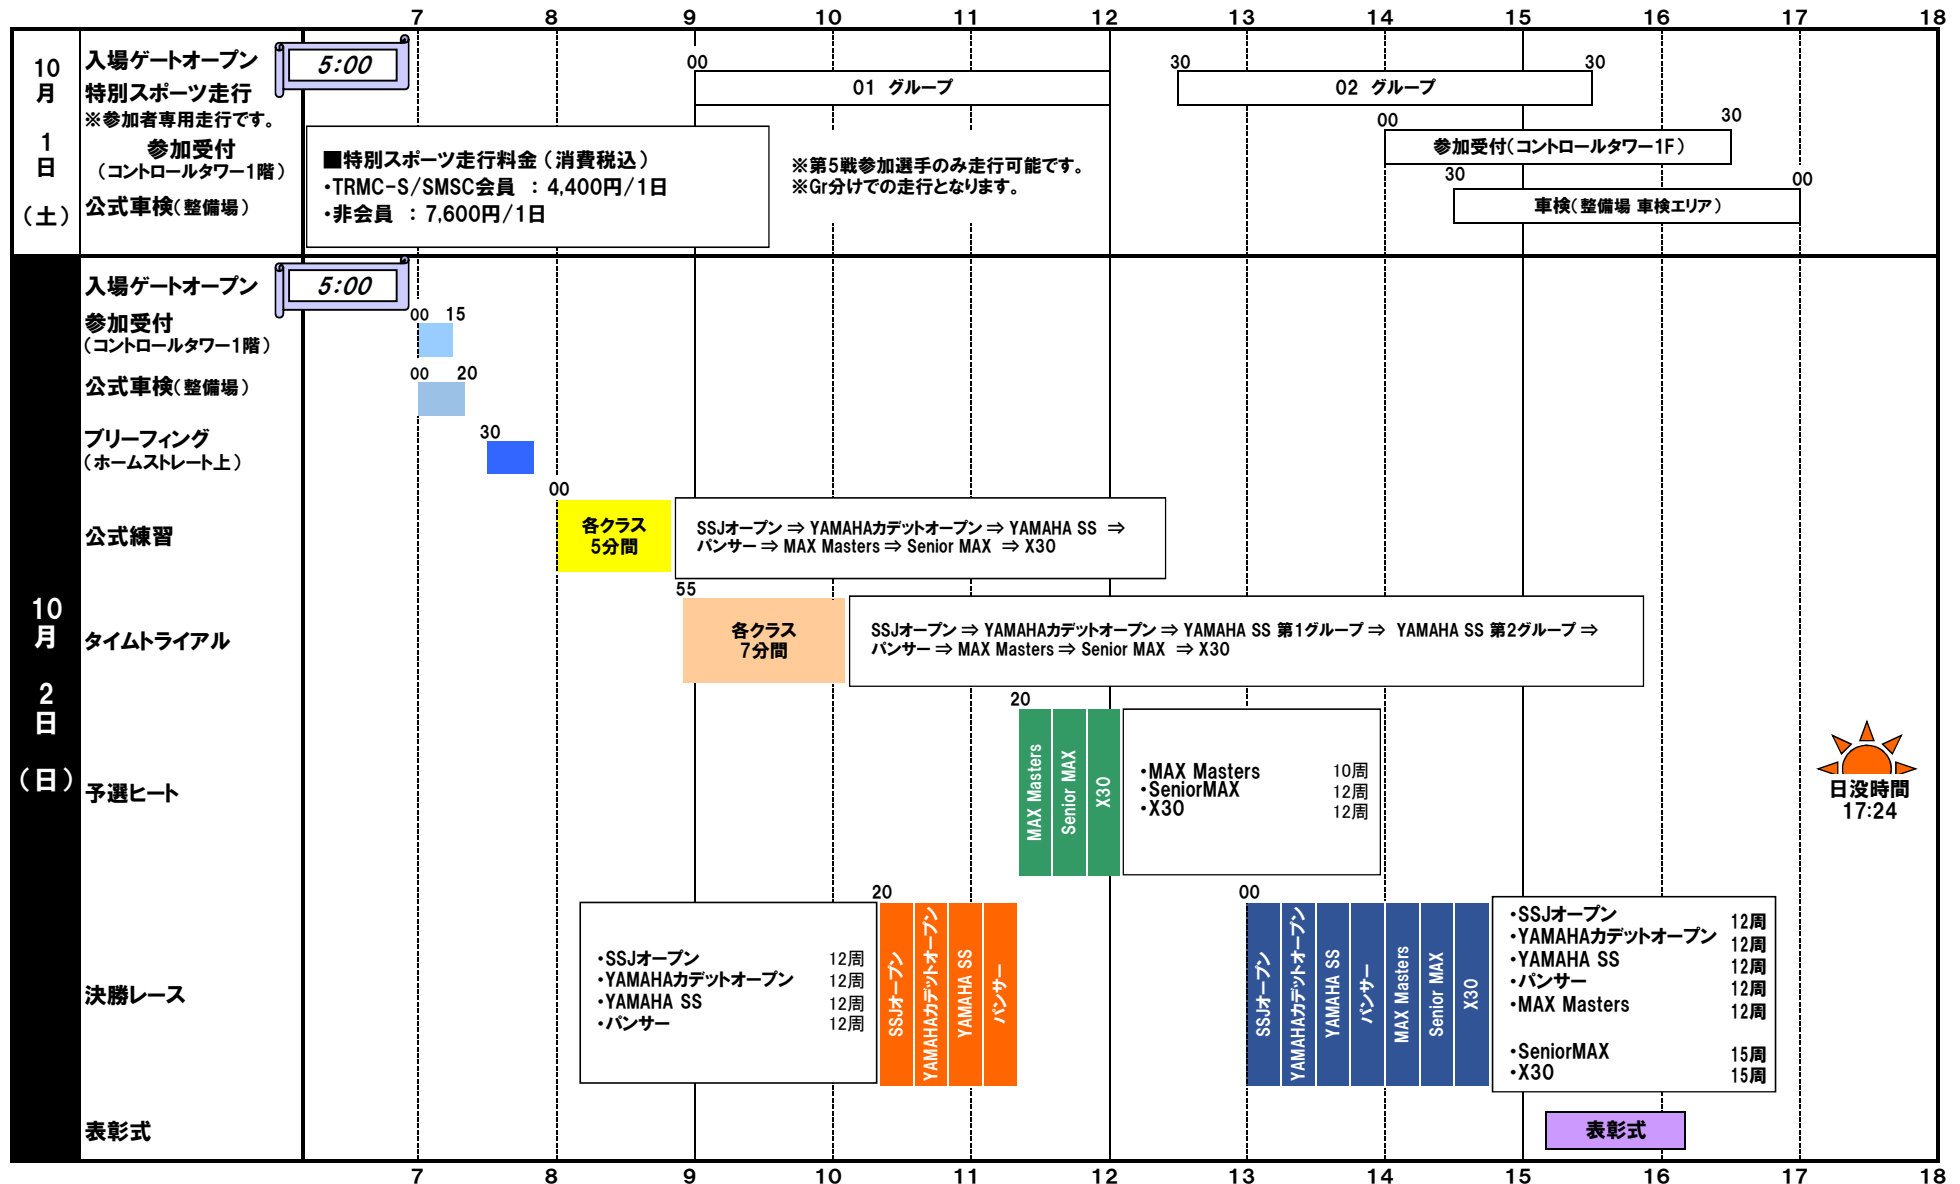 7 8 9 10 11 12 13 14 15 16 17 18
10
月
1
日
（土）
入場ゲートオープン
5:00
特別スポーツ走行
※参加者専用走行です。
00
01 グループ
30
02 グループ
30
参加受付
（コントロールタワー1階）
00
参加受付（コントロールタワー1F）
30
公式車検（整備場）
30
車検（整備場 車検エリア）
00
■特別スポーツ走行料金（消費税込）
・TRMC-S/SMSC会員 ： 4,400円/1日
・非会員 ： 7,600円/1日
※第5戦参加選手のみ走行可能です。
※Gr分けでの走行となります。
10
月
2
日
（日）
入場ゲートオープン
5:00
参加受付
（コントロールタワー1階）
00 15
公式車検（整備場）
00 20
ブリーフィング
（ホームストレート上）
30
公式練習
00
各クラス
5分間
SSJオープン ⇒ YAMAHAカデットオープン ⇒ YAMAHA SS ⇒
パンサー ⇒ MAX Masters ⇒ Senior MAX ⇒ X30
タイムトライアル
55
各クラス
7分間
SSJオープン ⇒ YAMAHAカデットオープン ⇒ YAMAHA SS 第1グループ ⇒ YAMAHA SS 第2グループ ⇒
パンサー ⇒ MAX Masters ⇒ Senior MAX ⇒ X30
予選ヒート
20
MAX Masters
Senior MAX
X30
・MAX Masters 10周
・SeniorMAX 12周
・X30 12周
日没時間
17:24
決勝レース
・SSJオープン 12周
・YAMAHAカデットオープン 12周
・YAMAHA SS 12周
・パンサー 12周
20
SSJオープン
YAMAHAカデットオープン
YAMAHA SS
パンサー
00
SSJオープン
YAMAHAカデットオープン
YAMAHA SS
パンサー
MAX Masters
Senior MAX
X30
・SSJオープン 12周
・YAMAHAカデットオープン 12周
・YAMAHA SS 12周
・パンサー 12周
・MAX Masters 12周
・SeniorMAX 15周
・X30 15周
表彰式
表彰式
7 8 9 10 11 12 13 14 15 16 17 18